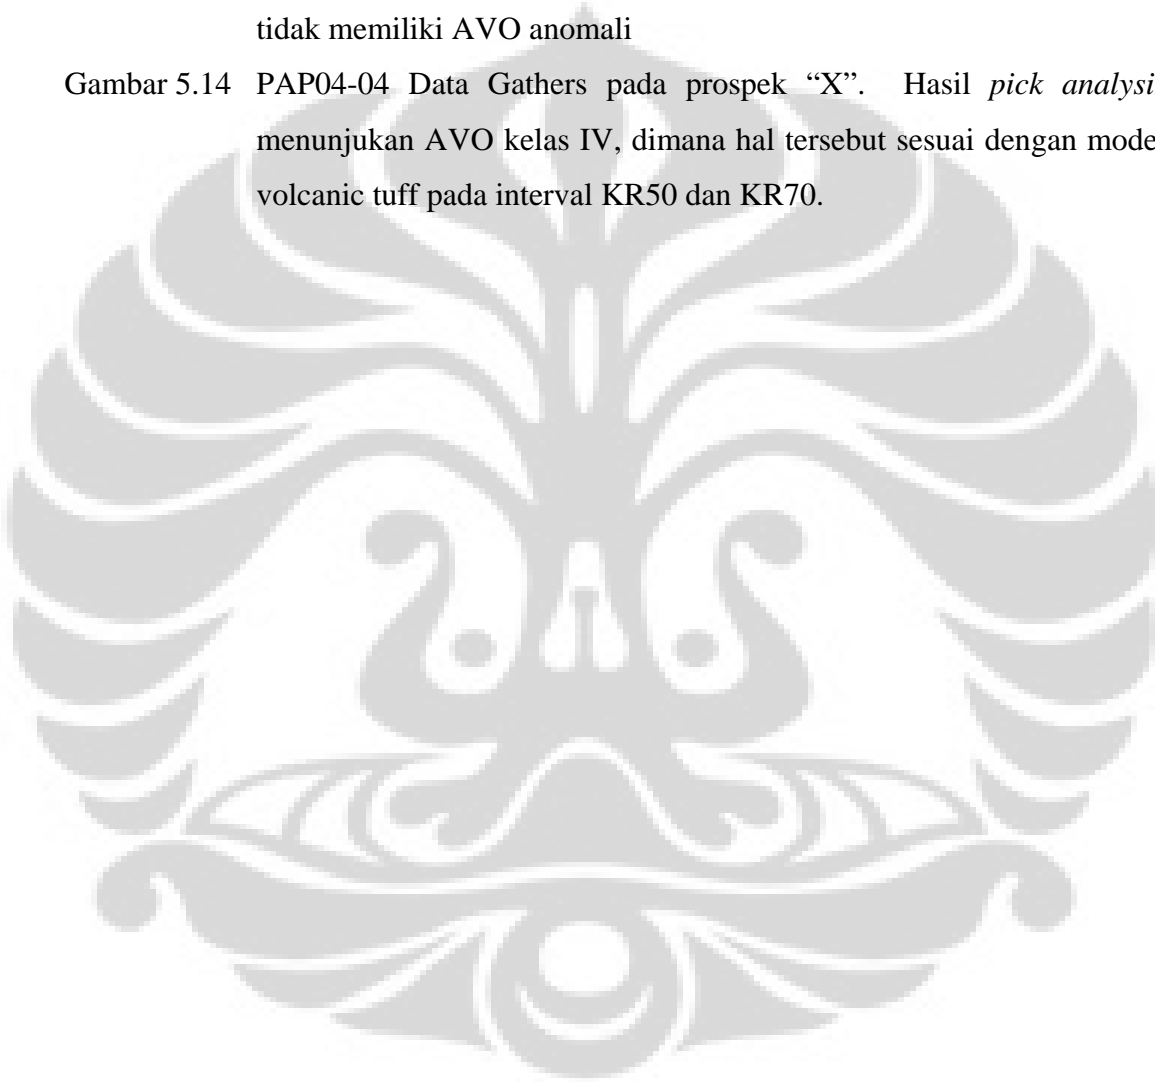 tidak memiliki AVO anomali
Gambar 5.14 PAP04-04 Data Gathers pada prospek “X”. Hasil pick analysi
menunjukan AVO kelas IV, dimana hal tersebut sesuai dengan mode
volcanic tuff pada interval KR50 dan KR70.